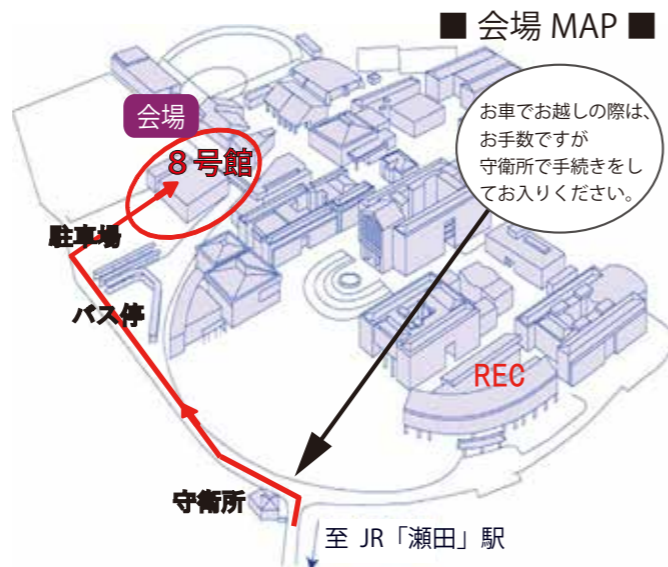 ■ 会場 MAP ■
お車でお越しの際は、
お手数ですが
守衛所で手続きをし
てお入りください。
会場
8号館
駐車場
バス停
REC
守衛所
至 JR「瀬田」駅